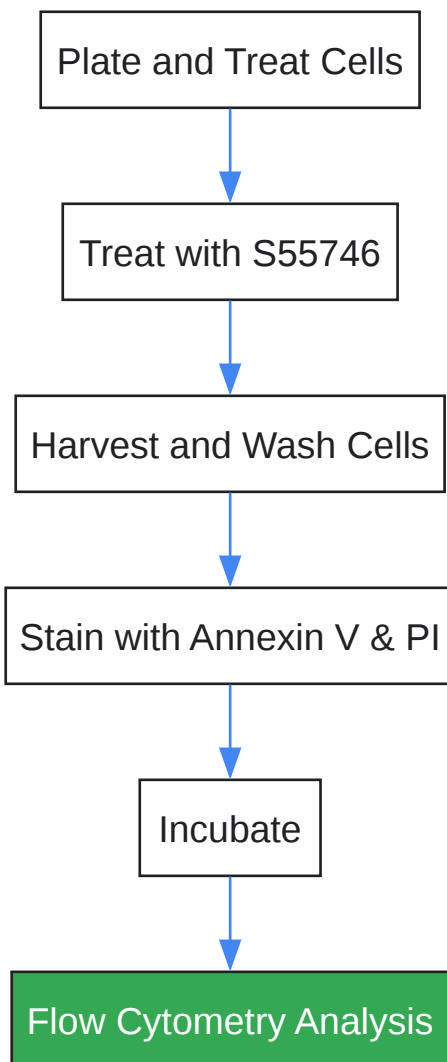 Plate and Treat Cells
Treat with S55746
Harvest and Wash Cells
Stain with Annexin V & PI
Incubate
Flow Cytometry Analysis